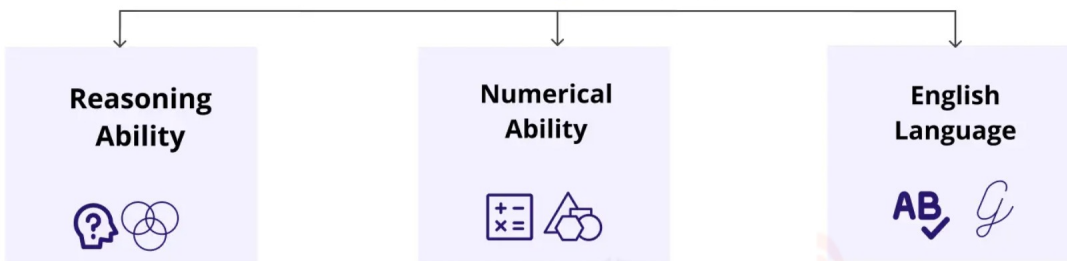 Reasoning
Ability
Numerical
Ability
English
Language
AB